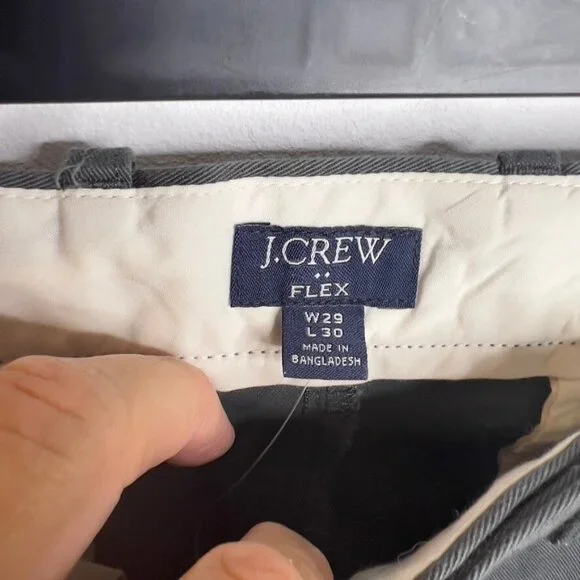 J.CREW
••
FLEX
W29
L30
MADE IN
BANGLADESH